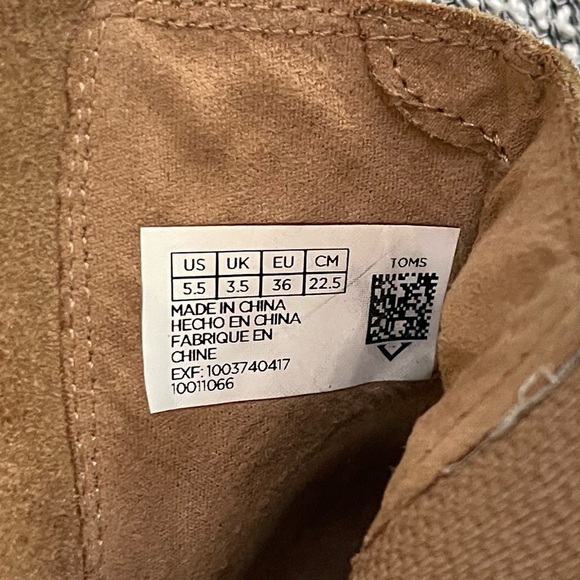 US UK EU CM
5.5 3.5 36 22.5
TOMS
MADE IN CHINA
HECHO EN CHINA
FABRIQUE EN
CHINE
EXF: 1003740417
10011066